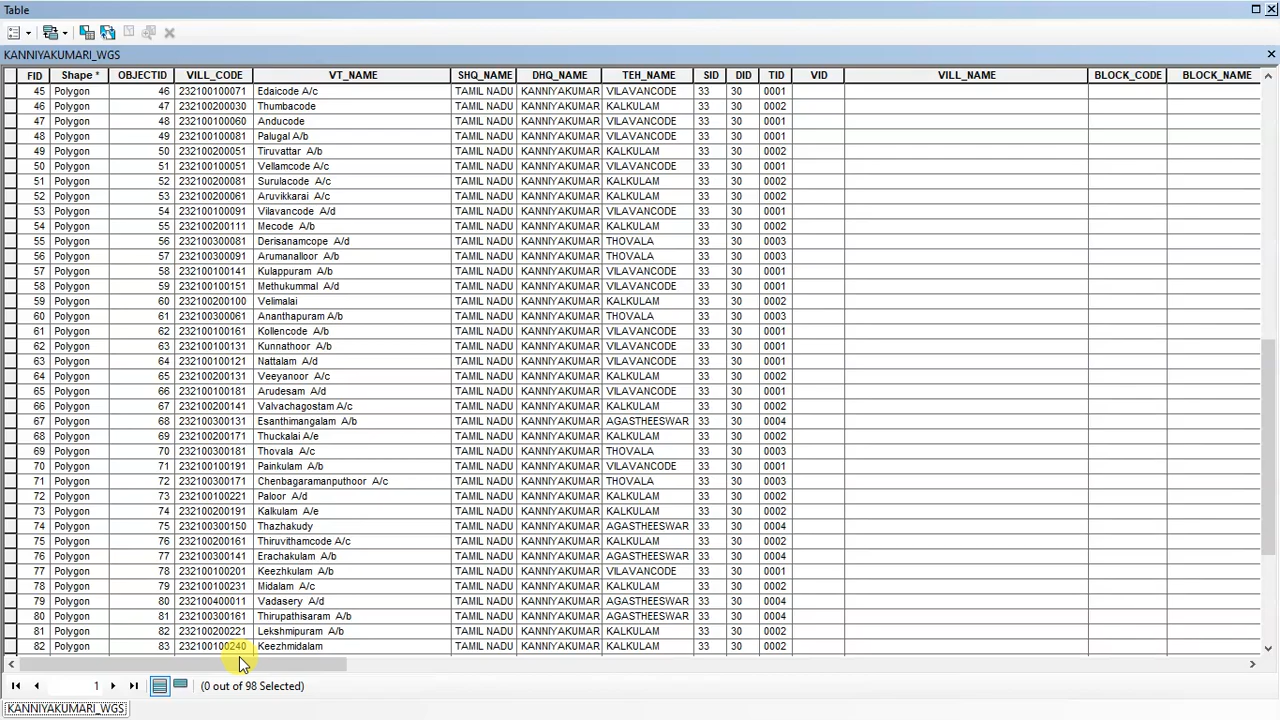 Table
KANNIYAKUMARI_WGS
FID Shape * OBJECTID VILL_CODE VT_NAME SHQ_NAME DHQ_NAME TEH_NAME SID DID TID VID VILL_NAME BLOCK_CODE BLOCK_NAME
45 Polygon 46 232100100071 Edaicode A/c TAMIL NADU KANNIYAKUMAR VILAVANCODE 33 30 0001
46 Polygon 47 232100200030 Thumbacode TAMIL NADU KANNIYAKUMAR KALKULAM 33 30 0002
47 Polygon 48 232100100060 Anducode TAMIL NADU KANNIYAKUMAR VILAVANCODE 33 30 0001
48 Polygon 49 232100100081 Palugal A/b TAMIL NADU KANNIYAKUMAR VILAVANCODE 33 30 0001
49 Polygon 50 232100200051 Tiruvattar A/b TAMIL NADU KANNIYAKUMAR KALKULAM 33 30 0002
50 Polygon 51 232100100051 Vellamcode A/c TAMIL NADU KANNIYAKUMAR VILAVANCODE 33 30 0001
51 Polygon 52 232100200081 Surulacode A/c TAMIL NADU KANNIYAKUMAR KALKULAM 33 30 0002
52 Polygon 53 232100200061 Aruvikkarai A/c TAMIL NADU KANNIYAKUMAR KALKULAM 33 30 0002
53 Polygon 54 232100100091 Vilavancode A/d TAMIL NADU KANNIYAKUMAR VILAVANCODE 33 30 0001
54 Polygon 55 232100200111 Mecode A/b TAMIL NADU KANNIYAKUMAR KALKULAM 33 30 0002
55 Polygon 56 232100300081 Derisanamcope A/d TAMIL NADU KANNIYAKUMAR THOVALA 33 30 0003
56 Polygon 57 232100300091 Arumanalloor A/b TAMIL NADU KANNIYAKUMAR THOVALA 33 30 0003
57 Polygon 58 232100100141 Kulappuram A/b TAMIL NADU KANNIYAKUMAR VILAVANCODE 33 30 0001
58 Polygon 59 232100100151 Methukummal A/d TAMIL NADU KANNIYAKUMAR VILAVANCODE 33 30 0001
59 Polygon 60 232100200100 Velimalai TAMIL NADU KANNIYAKUMAR KALKULAM 33 30 0002
60 Polygon 61 232100300061 Ananthapuram A/b TAMIL NADU KANNIYAKUMAR THOVALA 33 30 0003
61 Polygon 62 232100100161 Kollencode A/b TAMIL NADU KANNIYAKUMAR VILAVANCODE 33 30 0001
62 Polygon 63 232100100131 Kunnathoor A/b TAMIL NADU KANNIYAKUMAR VILAVANCODE 33 30 0001
63 Polygon 64 232100100121 Nattalam A/d TAMIL NADU KANNIYAKUMAR VILAVANCODE 33 30 0001
64 Polygon 65 232100200131 Veeyanoor A/c TAMIL NADU KANNIYAKUMAR KALKULAM 33 30 0002
65 Polygon 66 232100100181 Arudesam A/d TAMIL NADU KANNIYAKUMAR VILAVANCODE 33 30 0001
66 Polygon 67 232100200141 Valvachagostam A/c TAMIL NADU KANNIYAKUMAR KALKULAM 33 30 0002
67 Polygon 68 232100300131 Esanthimangalam A/b TAMIL NADU KANNIYAKUMAR AGASTHEESWAR 33 30 0004
68 Polygon 69 232100200171 Thuckalai A/e TAMIL NADU KANNIYAKUMAR KALKULAM 33 30 0002
69 Polygon 70 232100300181 Thovala A/c TAMIL NADU KANNIYAKUMAR THOVALA 33 30 0003
70 Polygon 71 232100100191 Painkulam A/b TAMIL NADU KANNIYAKUMAR VILAVANCODE 33 30 0001
71 Polygon 72 232100300171 Chenbagaramanputhoor A/c TAMIL NADU KANNIYAKUMAR THOVALA 33 30 0003
72 Polygon 73 232100100221 Paloor A/d TAMIL NADU KANNIYAKUMAR KALKULAM 33 30 0002
73 Polygon 74 232100200191 Kalkulam A/e TAMIL NADU KANNIYAKUMAR KALKULAM 33 30 0002
74 Polygon 75 232100300150 Thazhakudy TAMIL NADU KANNIYAKUMAR AGASTHEESWAR 33 30 0004
75 Polygon 76 232100200161 Thiruvithamcode A/c TAMIL NADU KANNIYAKUMAR KALKULAM 33 30 0002
76 Polygon 77 232100300141 Erachakulam A/b TAMIL NADU KANNIYAKUMAR AGASTHEESWAR 33 30 0004
77 Polygon 78 232100100201 Keezhkulam A/b TAMIL NADU KANNIYAKUMAR VILAVANCODE 33 30 0001
78 Polygon 79 232100100231 Midalam A/c TAMIL NADU KANNIYAKUMAR KALKULAM 33 30 0002
79 Polygon 80 232100400011 Vadasery A/d TAMIL NADU KANNIYAKUMAR AGASTHEESWAR 33 30 0004
80 Polygon 81 232100300161 Thirupathisaram A/b TAMIL NADU KANNIYAKUMAR AGASTHEESWAR 33 30 0004
81 Polygon 82 232100200221 Lekshmipuram A/b TAMIL NADU KANNIYAKUMAR KALKULAM 33 30 0002
82 Polygon 83 232100100240 Keezhmidalam TAMIL NADU KANNIYAKUMAR KALKULAM 33 30 0002
1 (0 out of 98 Selected)
KANNIYAKUMARI_WGS